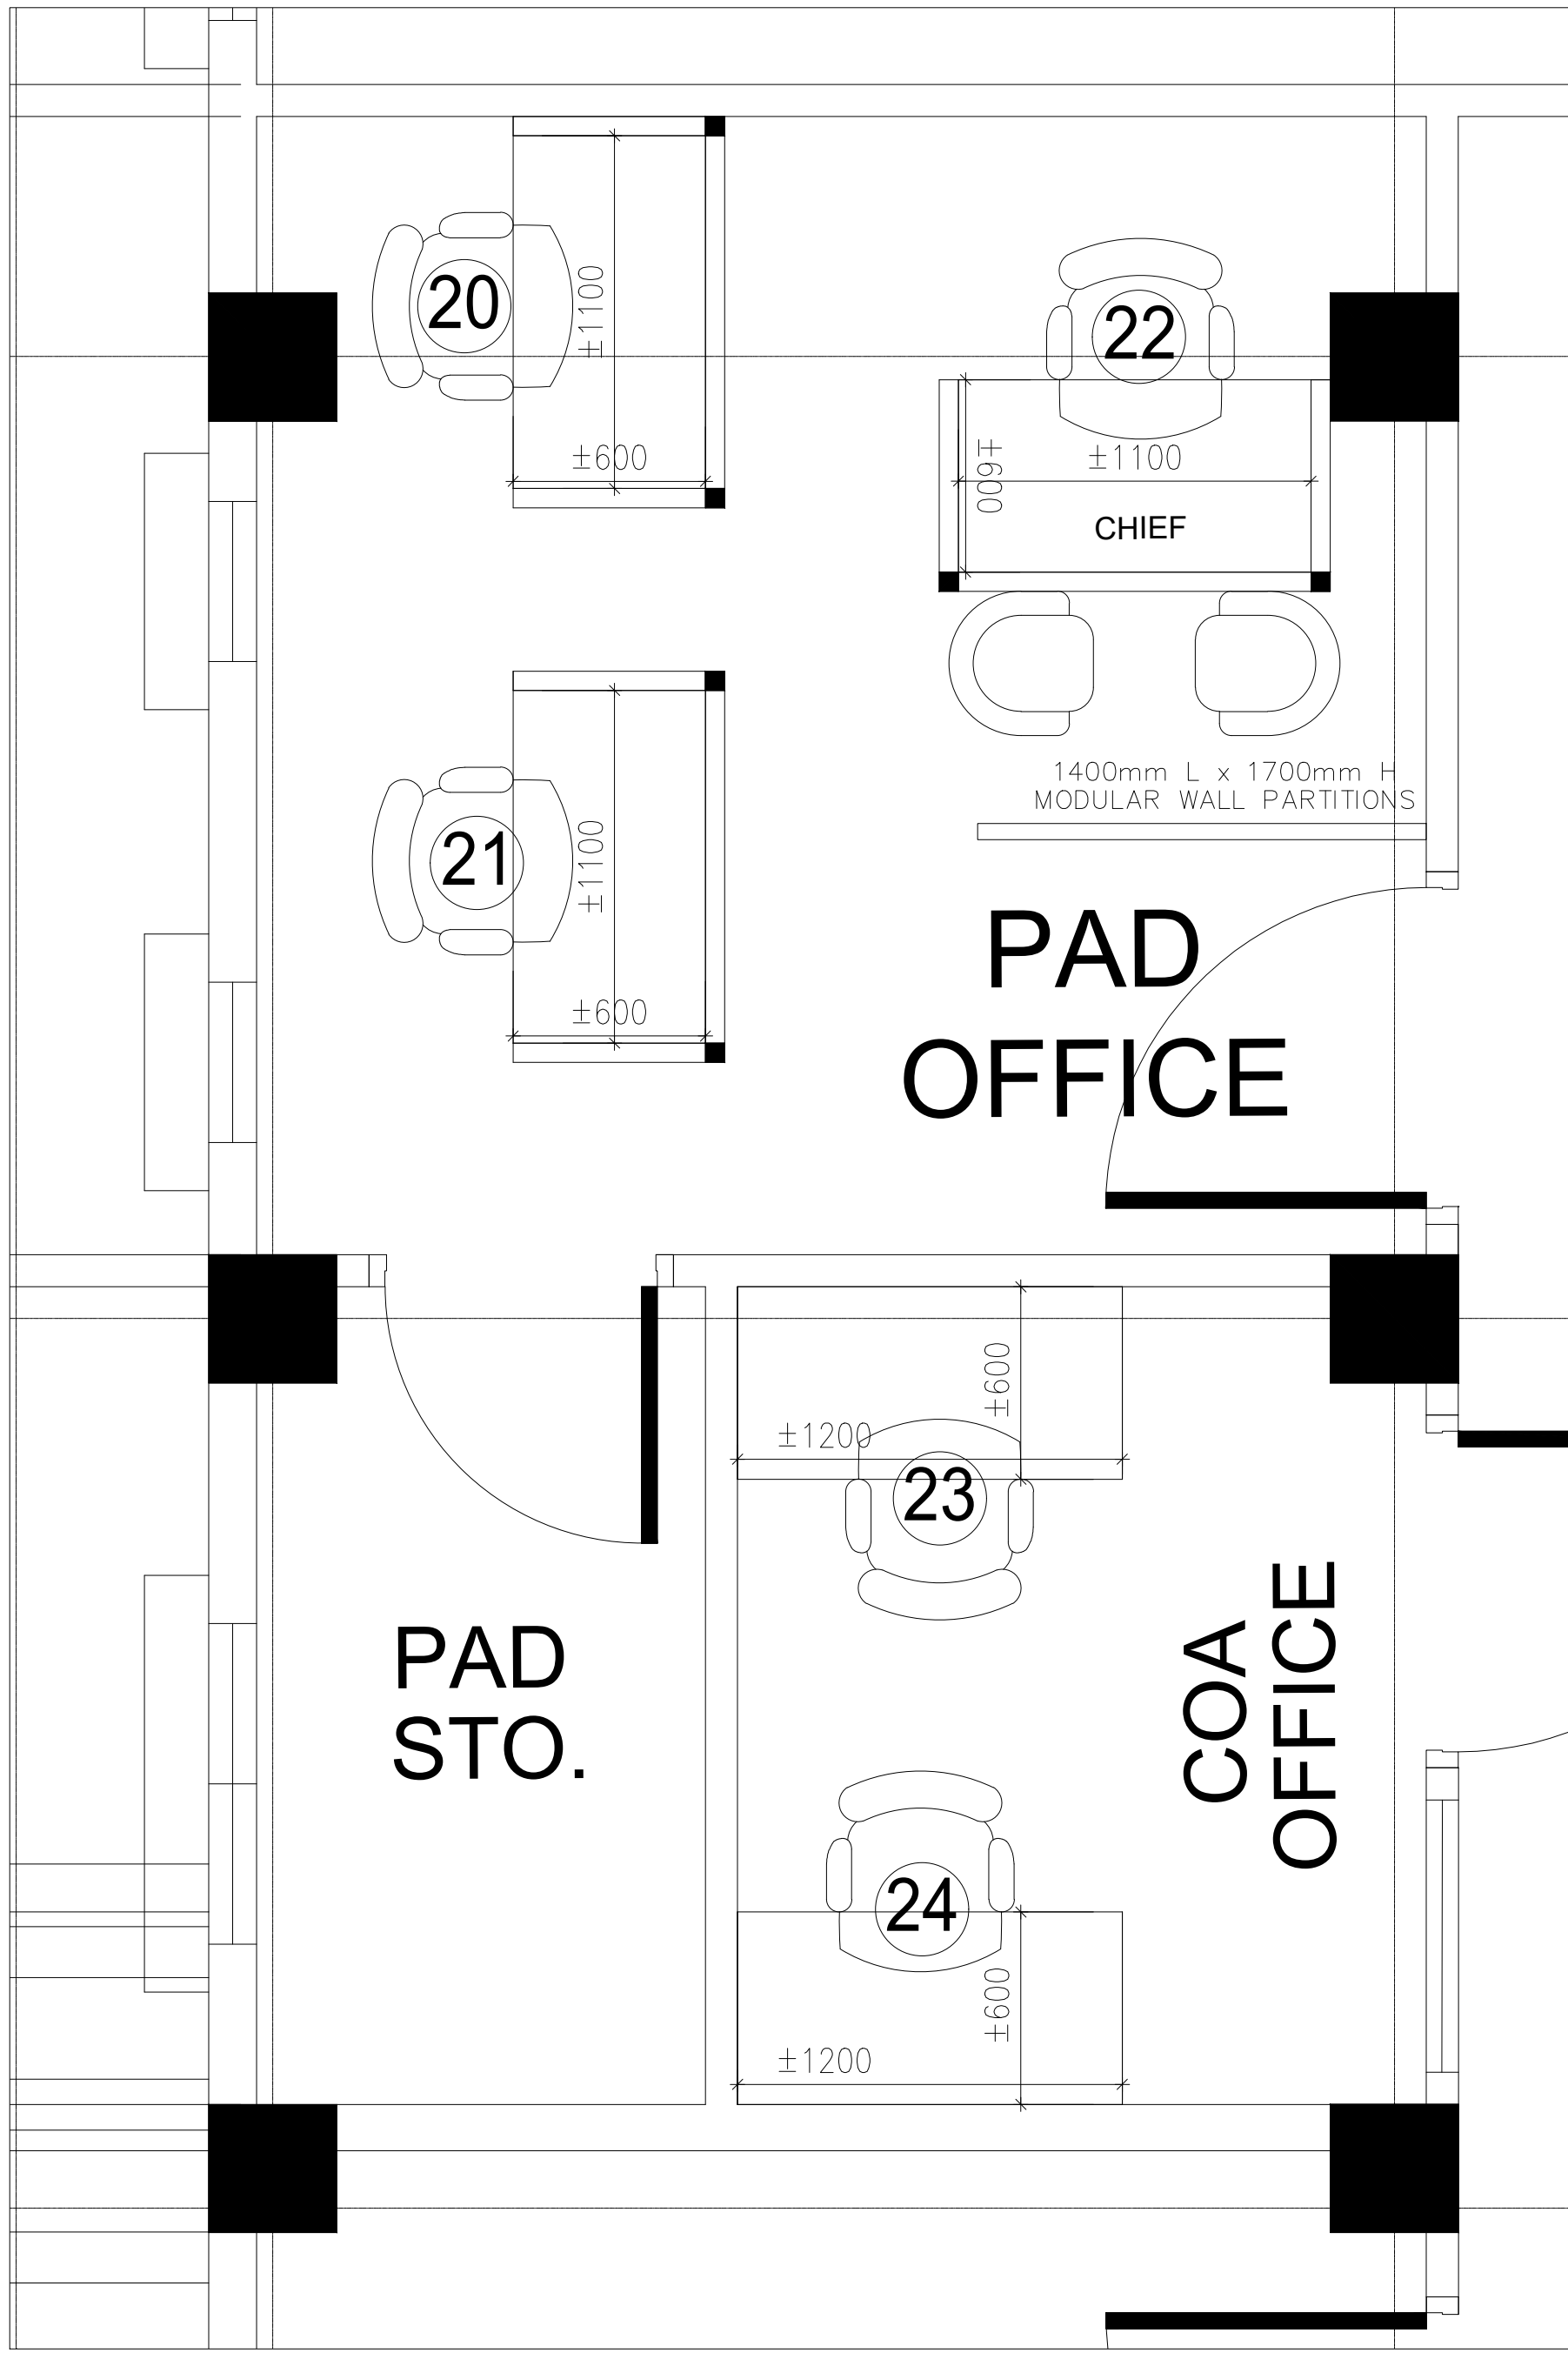 20
±1100
±600
22
±600
±1100
CHIEF
21
±1100
±600
1400mm L x 1700mm H
MODULAR WALL PARTITIONS
PAD
OFFICE
±600
±1200
23
PAD
STO.
COA
OFFICE
24
±600
±1200